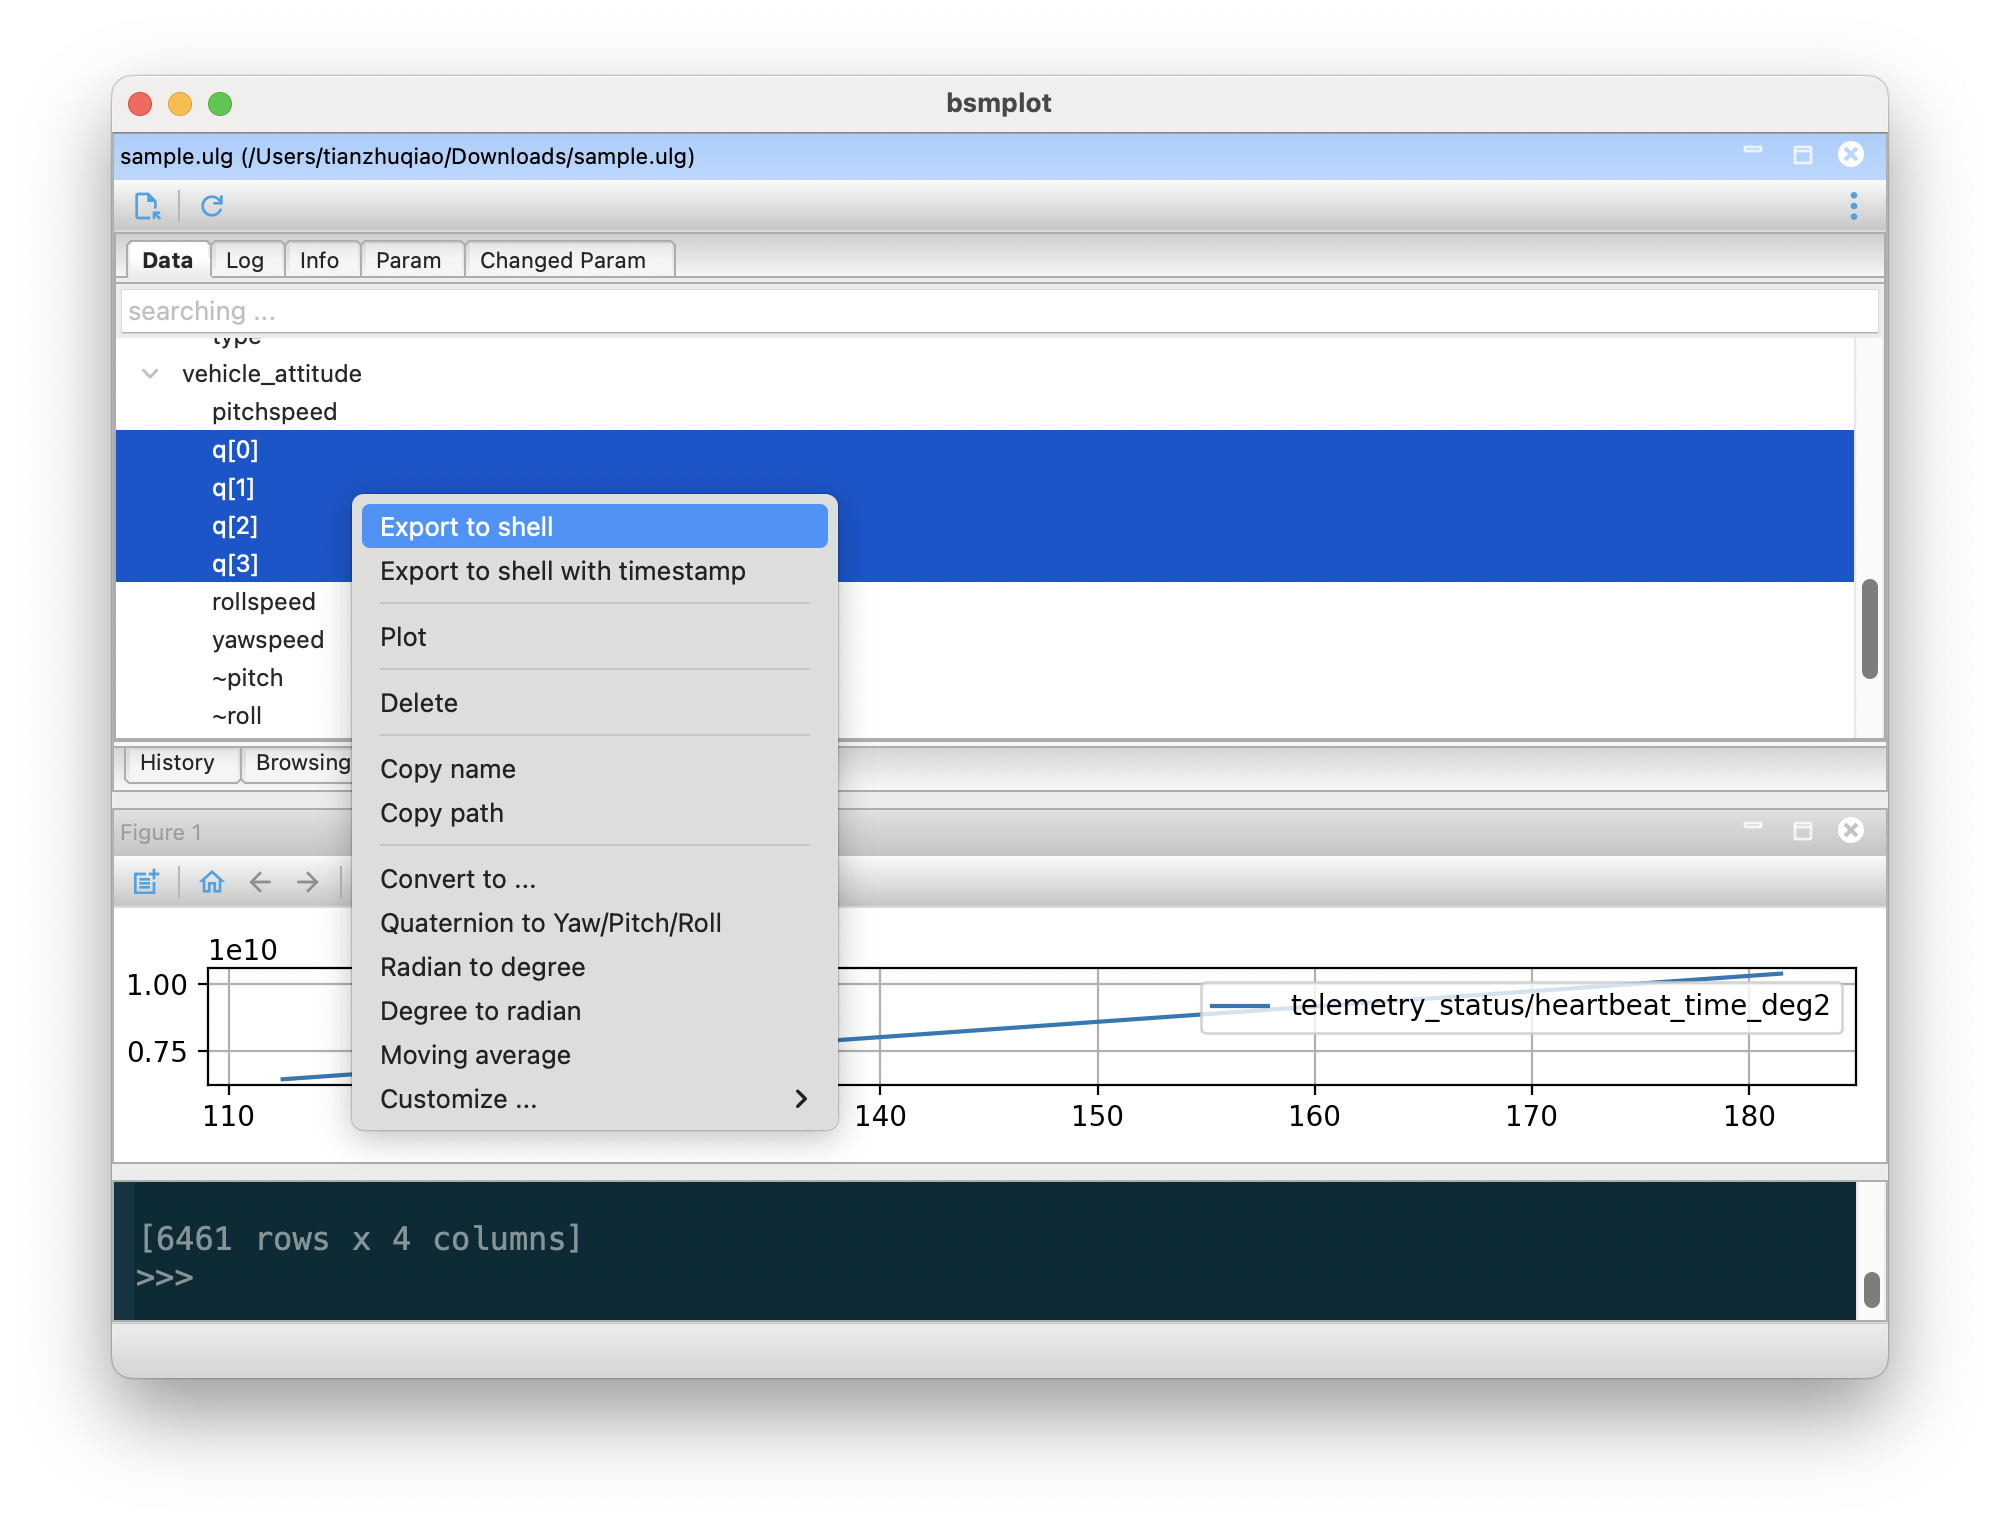 bsmplot
sample.ulg (/Users/tianzhuqiao/Downloads/sample.ulg)
Data Log Info Param Changed Param
searching ...
type
vehicle_attitude
pitchspeed
q[0]
q[1]
q[2]
q[3]
rollspeed
yawspeed
~pitch
~roll
Export to shell
Export to shell with timestamp
Plot
Delete
Copy name
Copy path
Convert to ...
Quaternion to Yaw/Pitch/Roll
Radian to degree
Degree to radian
Moving average
Customize ...
History Browsing
Figure 1
1e10
1.00
0.75
telemetry_status/heartbeat_time_deg2
110 140 150 160 170 180
[6461 rows x 4 columns]
>>>